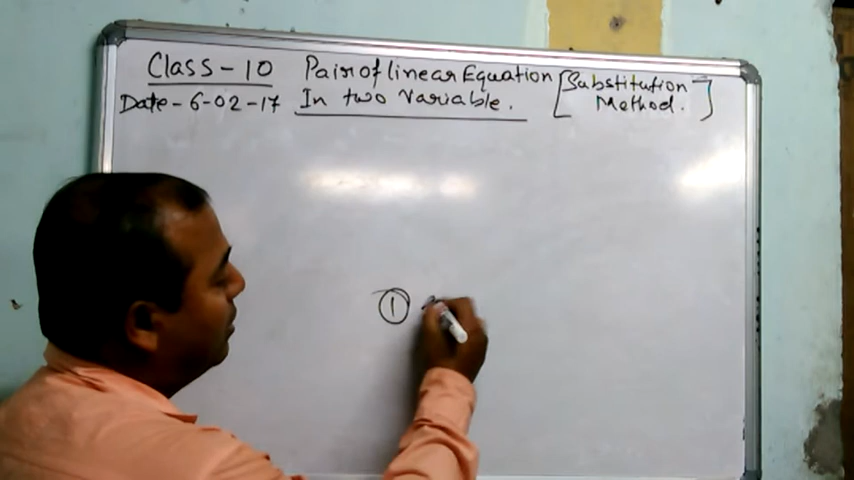 Class-10 Pair of linear Equation [Substitution
Date-6-02-17 In two Variable. Method.]
①